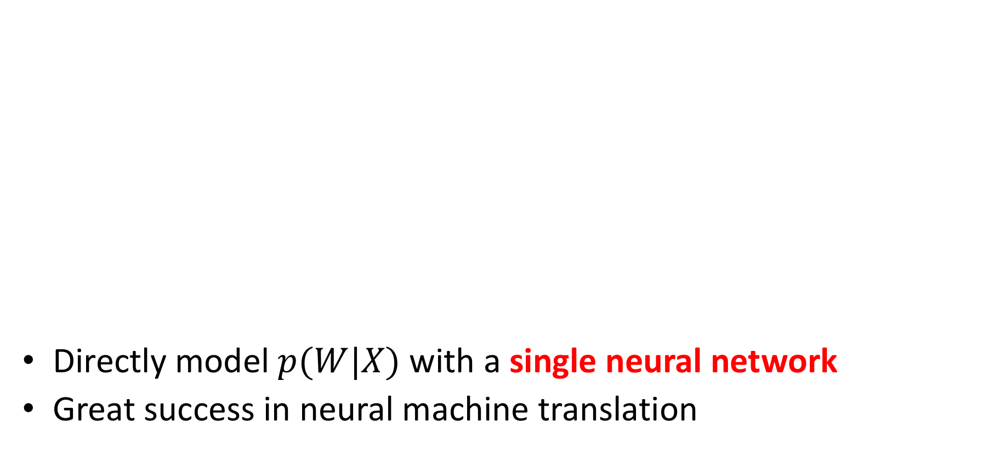 • Directly model p(W|X) with a single neural network
• Great success in neural machine translation